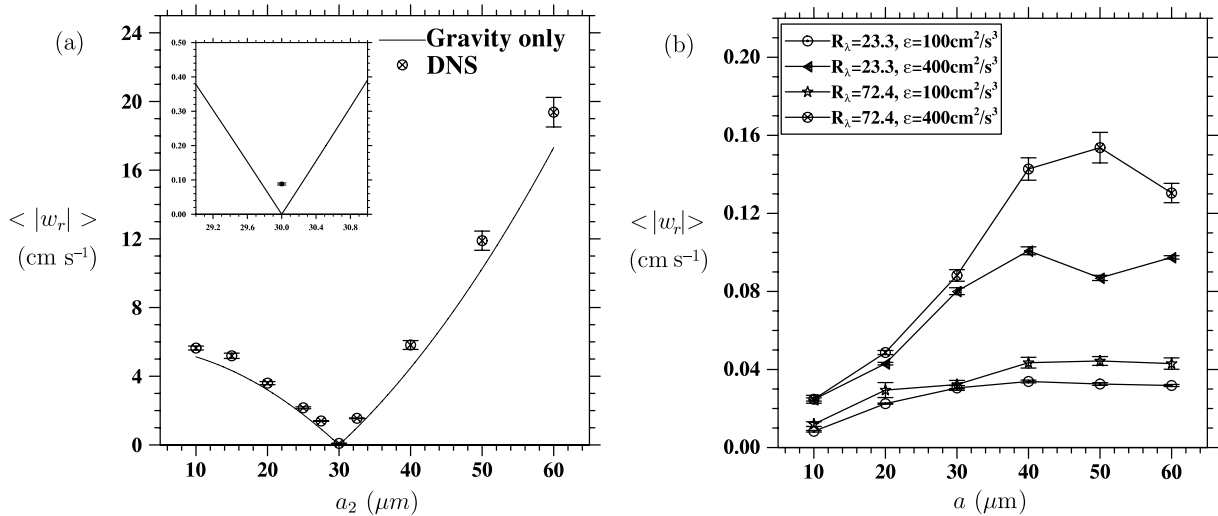 (a)
24
20
16
12
8
4
0
< |w_r| >
(cm s⁻¹)
Gravity only
DNS
0.50
0.40
0.30
0.20
0.10
0.00
29.2 29.6 30.0 30.4 30.8
10 20 30 40 50 60
a₂ (μm)
(b)
0.20
0.16
0.12
0.08
0.04
0.00
< |w_r| >
(cm s⁻¹)
R_λ=23.3, ε=100cm²/s³
R_λ=23.3, ε=400cm²/s³
R_λ=72.4, ε=100cm²/s³
R_λ=72.4, ε=400cm²/s³
10 20 30 40 50 60
a (μm)